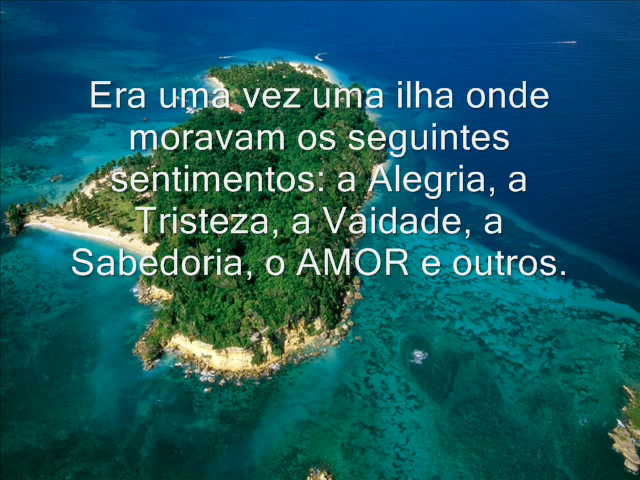 Era uma vez uma ilha onde
moravam os seguintes
sentimentos: a Alegria, a
Tristeza, a Vaidade, a
Sabedoria, o AMOR e outros.